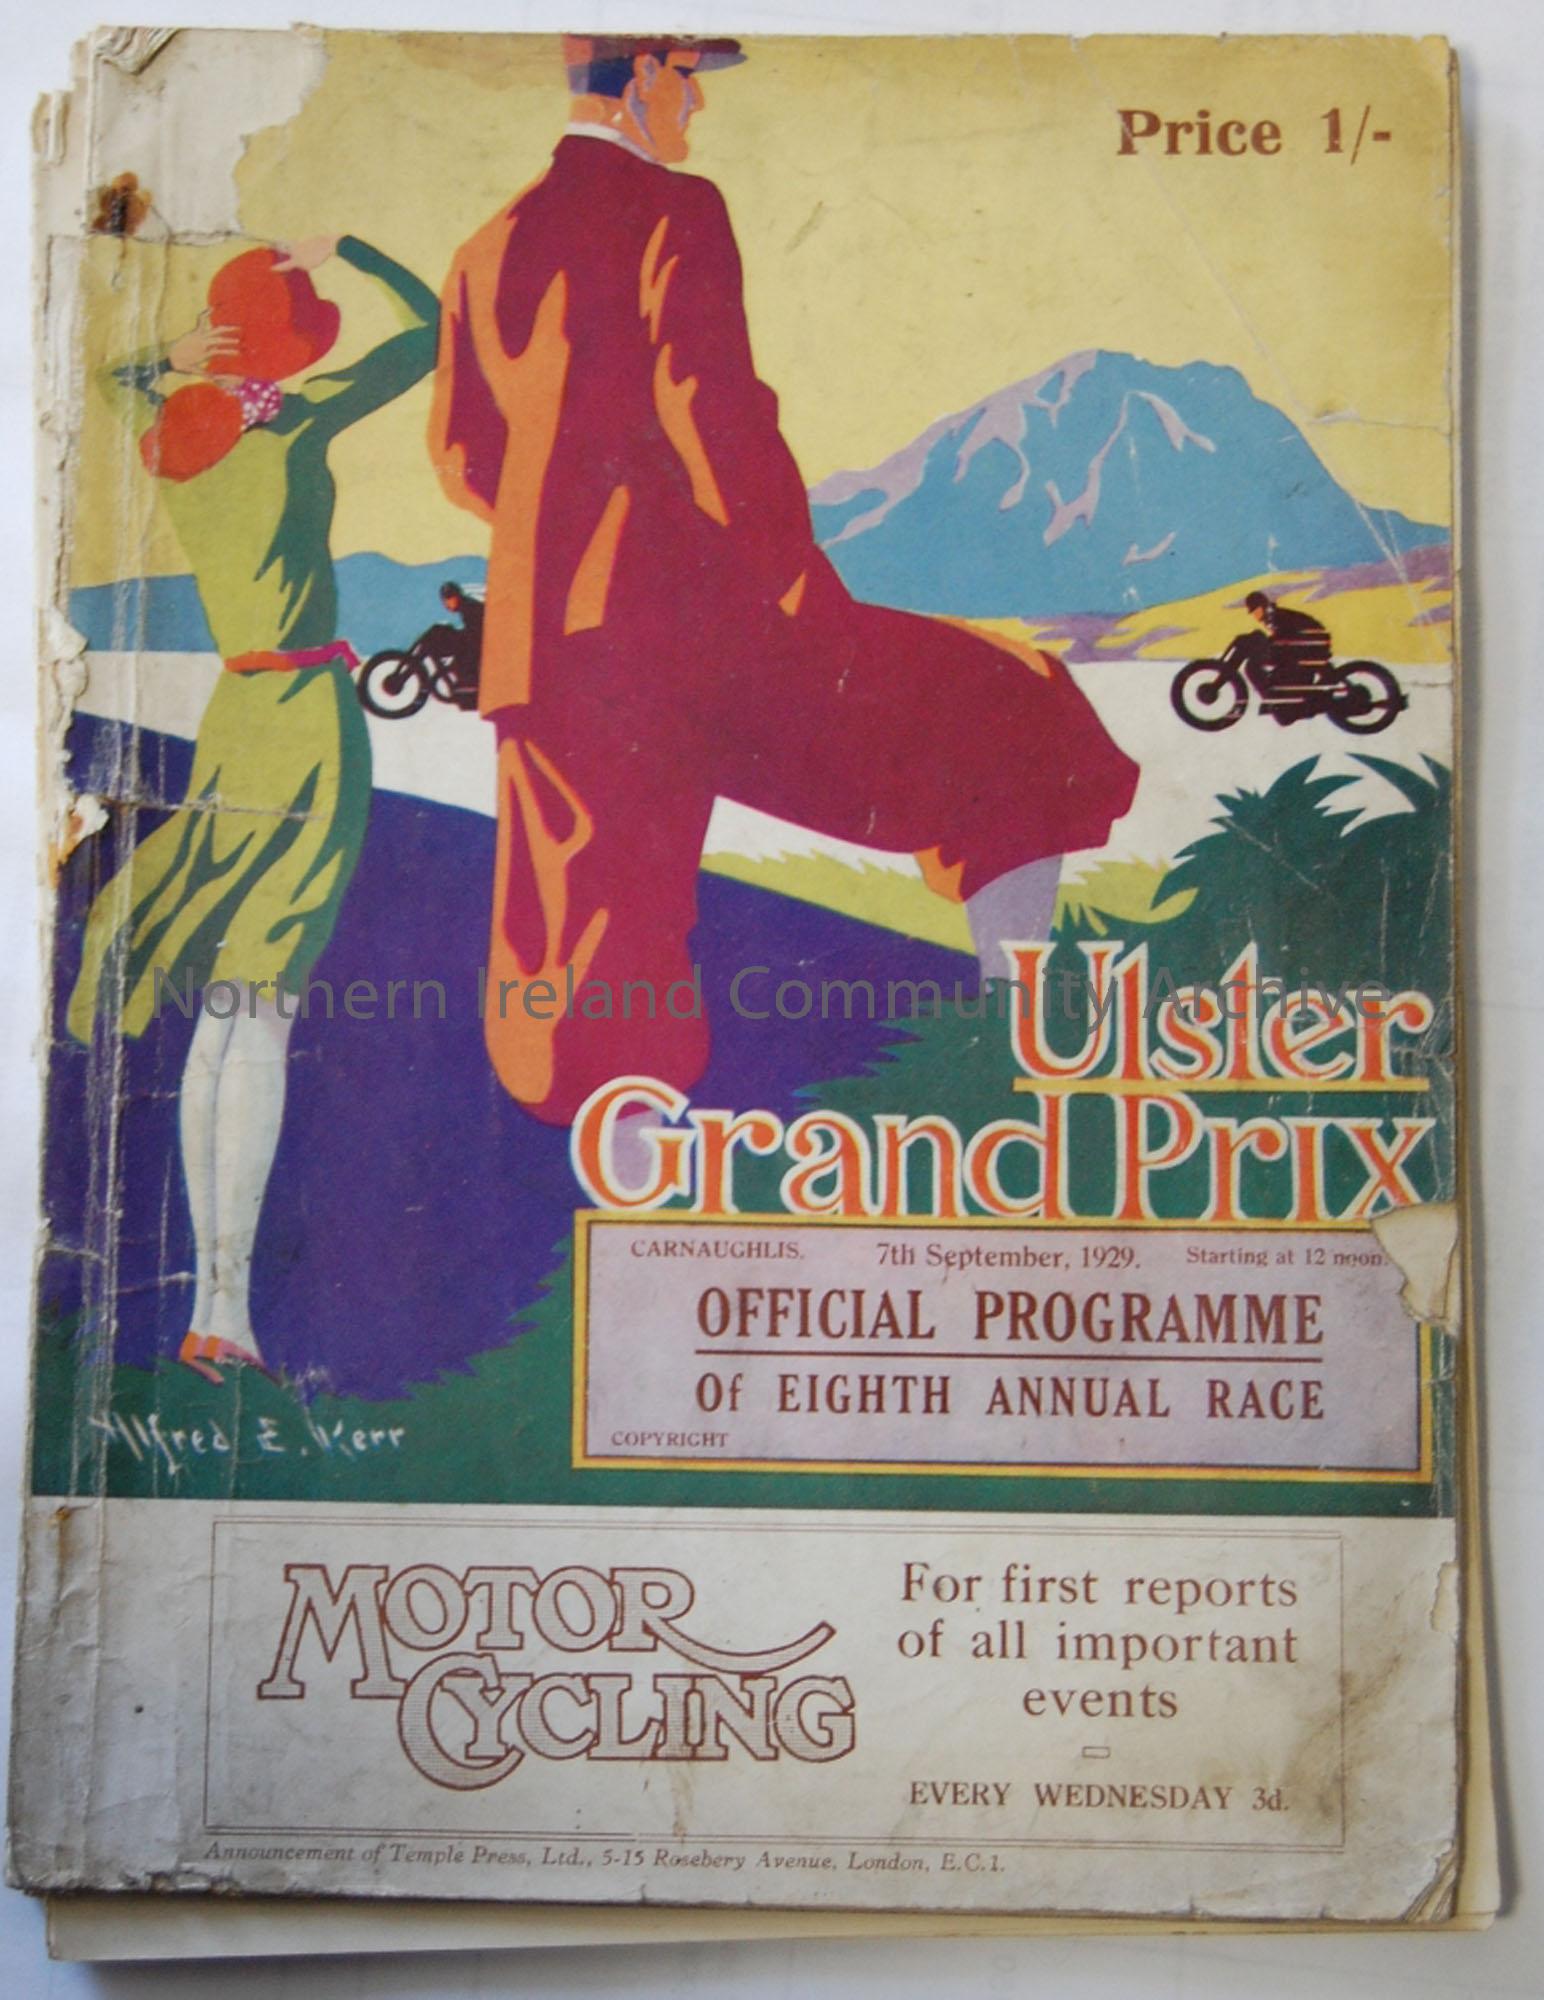 Price 1/-
Northern Ireland Community Archive
Ulster
Grand Prix
CARNAUGHLIS. 7th September, 1929. Starting at 12 noon.
OFFICIAL PROGRAMME
Of EIGHTH ANNUAL RACE
COPYRIGHT
Alfred E. Kerr
MOTOR
CYCLING
For first reports
of all important
events
EVERY WEDNESDAY 3d.
Announcement of Temple Press, Ltd., 5-15 Rosebery Avenue, London, E.C.1.